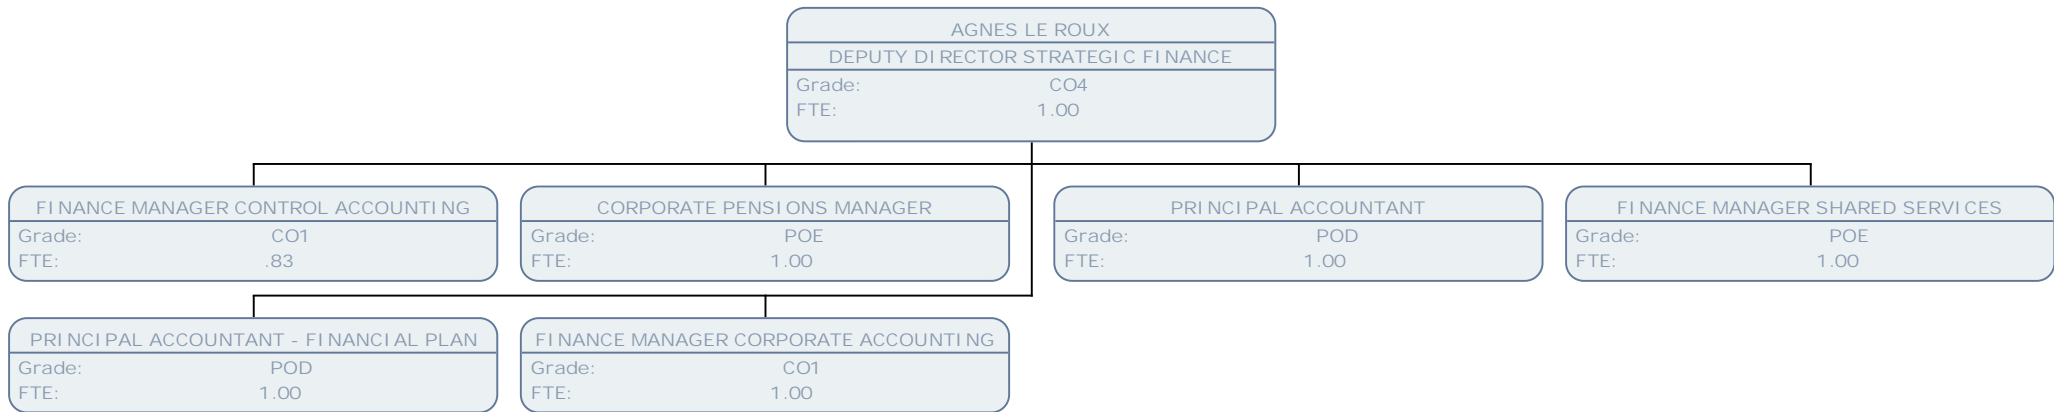 AGNES LE ROUX
DEPUTY DIRECTOR STRATEGIC FINANCE
Grade: CO4
FTE: 1.00
FINANCE MANAGER CONTROL ACCOUNTING
Grade: CO1
FTE: .83
CORPORATE PENSIONS MANAGER
Grade: POE
FTE: 1.00
PRINCIPAL ACCOUNTANT
Grade: POD
FTE: 1.00
FINANCE MANAGER SHARED SERVICES
Grade: POE
FTE: 1.00
PRINCIPAL ACCOUNTANT - FINANCIAL PLAN
Grade: POD
FTE: 1.00
FINANCE MANAGER CORPORATE ACCOUNTING
Grade: CO1
FTE: 1.00